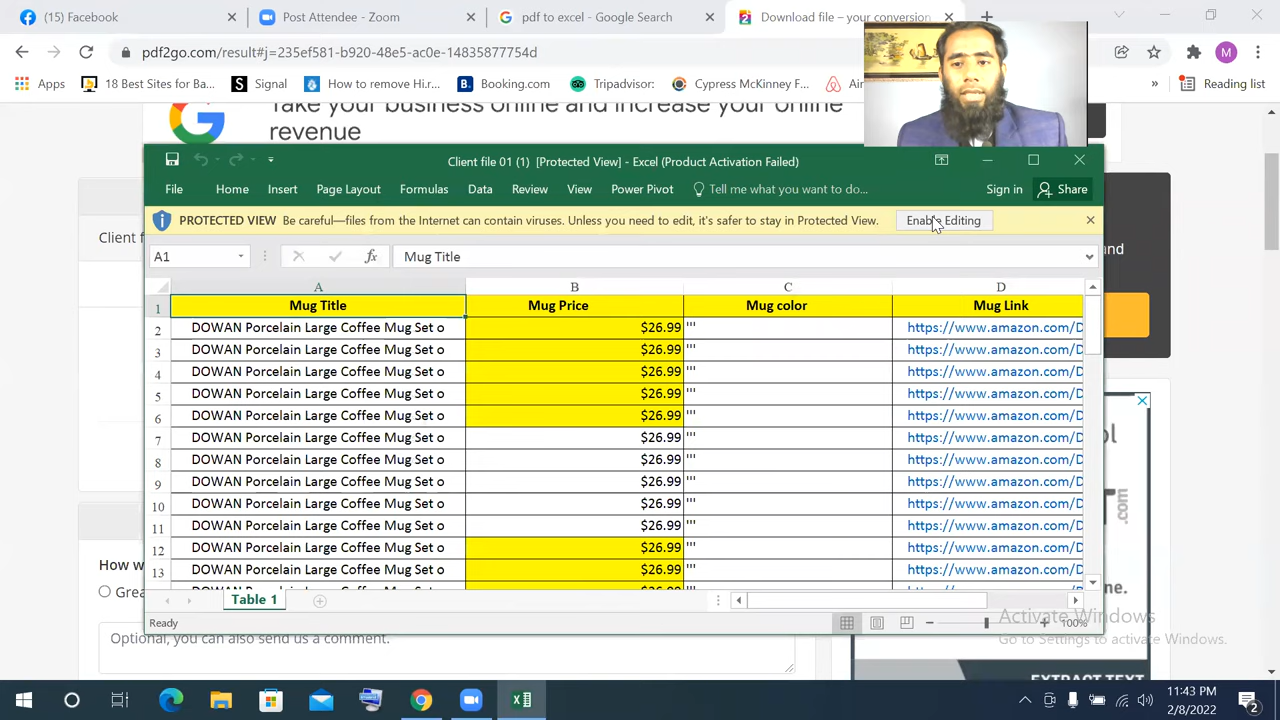 (15) Facebook
Post Attendee - Zoom
pdf to excel - Google Search
Download file – your conversion
pdf2go.com/result#j=235ef581-b920-48e5-ac0e-14835877754d
M
Apps
18 Best Sites
Signal
How to remove Hi.r...
Booking.com
Tripadvisor:
Cypress McKinney F...
»
Reading list
Take your business online and increase your online
revenue
Client file 01 (1) [Protected View] - Excel (Product Activation Failed)
File Home Insert Page Layout Formulas Data Review View Power Pivot Tell me what you want to do... Sign in Share
PROTECTED VIEW Be careful—files from the Internet can contain viruses. Unless you need to edit, it's safer to stay in Protected View. Enable Editing
Client f
nd
A1 fx Mug Title
A B C D
1 Mug Title Mug Price Mug color Mug Link
2 DOWAN Porcelain Large Coffee Mug Set o $26.99 ''' https://www.amazon.com/D
3 DOWAN Porcelain Large Coffee Mug Set o $26.99 ''' https://www.amazon.com/D
4 DOWAN Porcelain Large Coffee Mug Set o $26.99 ''' https://www.amazon.com/D
5 DOWAN Porcelain Large Coffee Mug Set o $26.99 ''' https://www.amazon.com/D
6 DOWAN Porcelain Large Coffee Mug Set o $26.99 ''' https://www.amazon.com/D
7 DOWAN Porcelain Large Coffee Mug Set o $26.99 ''' https://www.amazon.com/D
8 DOWAN Porcelain Large Coffee Mug Set o $26.99 ''' https://www.amazon.com/D
9 DOWAN Porcelain Large Coffee Mug Set o $26.99 ''' https://www.amazon.com/D
10 DOWAN Porcelain Large Coffee Mug Set o $26.99 ''' https://www.amazon.com/D
11 DOWAN Porcelain Large Coffee Mug Set o $26.99 ''' https://www.amazon.com/D
12 DOWAN Porcelain Large Coffee Mug Set o $26.99 ''' https://www.amazon.com/D
13 DOWAN Porcelain Large Coffee Mug Set o $26.99 ''' https://www.amazon.com/D
ol
.com
ne.
How w
Grea
Table 1
Ready
100%
Optional, you can also send us a comment.
Activate Windows
Go to Settings to activate Windows.
EXTRACT TEXT
11:43 PM
2/8/2022
2